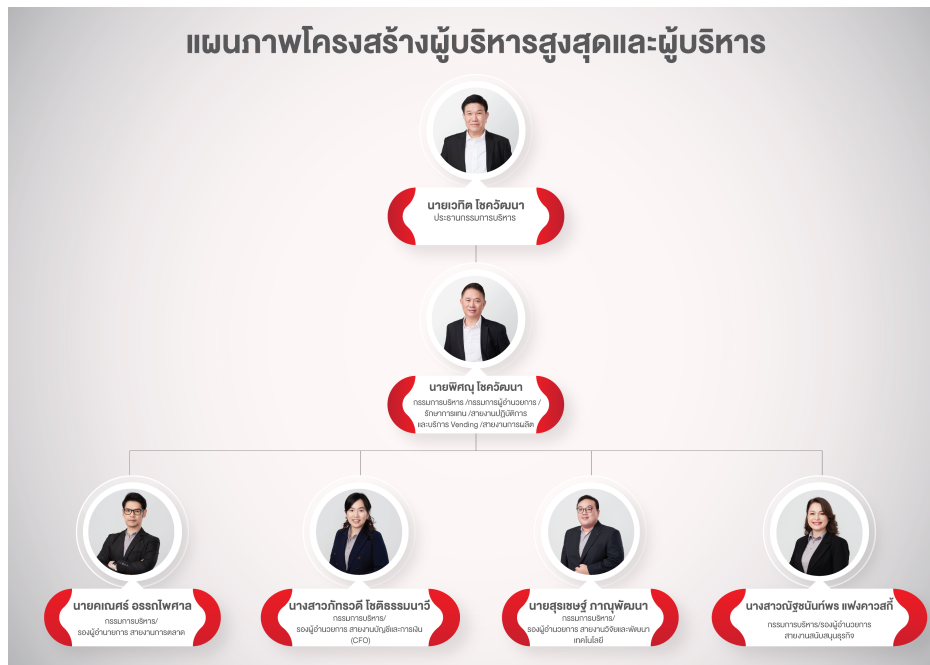 แผนภาพโครงสร้างผู้บริหารสูงสุดและผู้บริหาร
นายเวทิต โชควัฒนา
ประธานกรรมการบริหาร
นายพิศณุ โชควัฒนา
กรรมการบริหาร /กรรมการผู้อำนวยการ /
รักษาการแทน /สายงานปฏิบัติการ
และบริการ Vending /สายงานการผลิต
นายคเณศร์ อรรถไพศาล
กรรมการบริหาร/
รองผู้อำนายการ สายงานการตลาด
นางสาวภัทรวดี โชติธรรมนาวี
กรรมการบริหาร/
รองผู้อำนวยการ สายงานบัญชีและการเงิน
(CFO)
นายสุรเชษฐ์ ภาณุพัฒนา
กรรมการบริหาร/
รองผู้อำนวยการ สายงานวิจัยและพัฒนา
เทคโนโลยี
นางสาวณัฐชนันท์พร แฟงคาวสกี้
กรรมการบริหาร/รองผู้อำนวยการ
สายงานสนับสนุนธุรกิจ